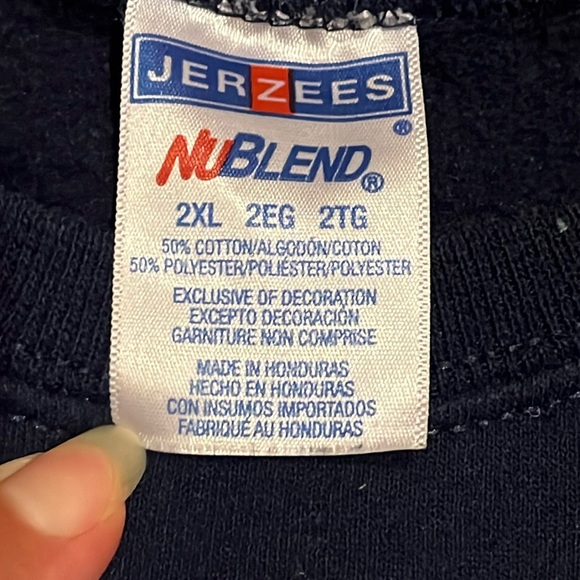 JERZEES
®
NUBLEND®
2XL 2EG 2TG
50% COTTON/ALGODÓN/COTON
50% POLYESTER/POLIÉSTER/POLYESTER
EXCLUSIVE OF DECORATION
EXCEPTO DECORACIÓN
GARNITURE NON COMPRISE
MADE IN HONDURAS
HECHO EN HONDURAS
CON INSUMOS IMPORTADOS
FABRIQUÉ AU HONDURAS